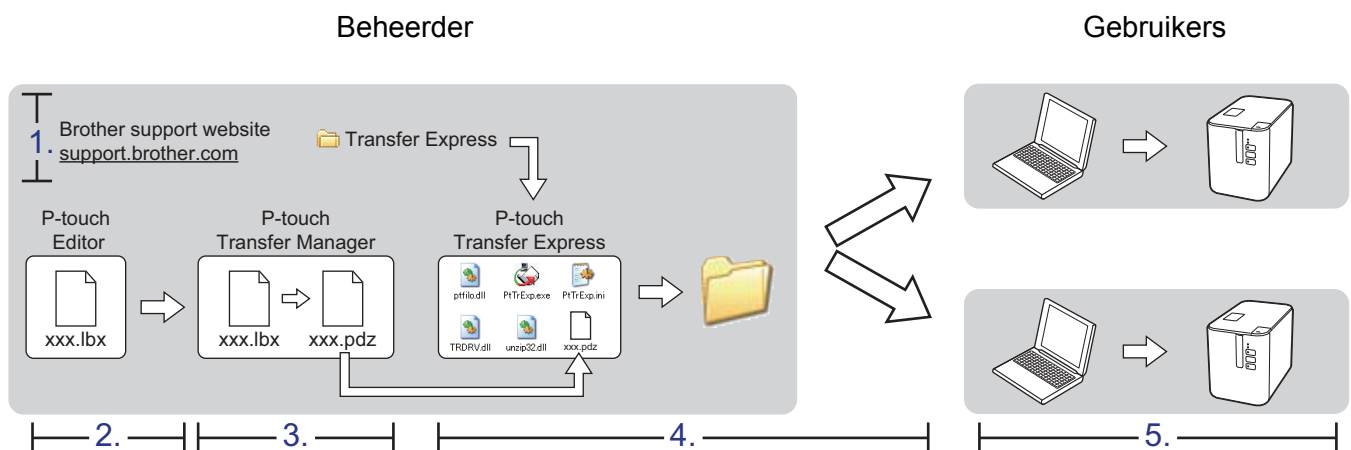 Beheerder
Gebruikers
1.
Brother support website
support.brother.com
Transfer Express
P-touch
Editor
xxx.lbx
P-touch
Transfer Manager
xxx.lbx
xxx.pdz
P-touch
Transfer Express
ptfilo.dll
PtTrExp.exe
PtTrExp.ini
TRDRV.dll
unzip32.dll
xxx.pdz
2.
3.
4.
5.